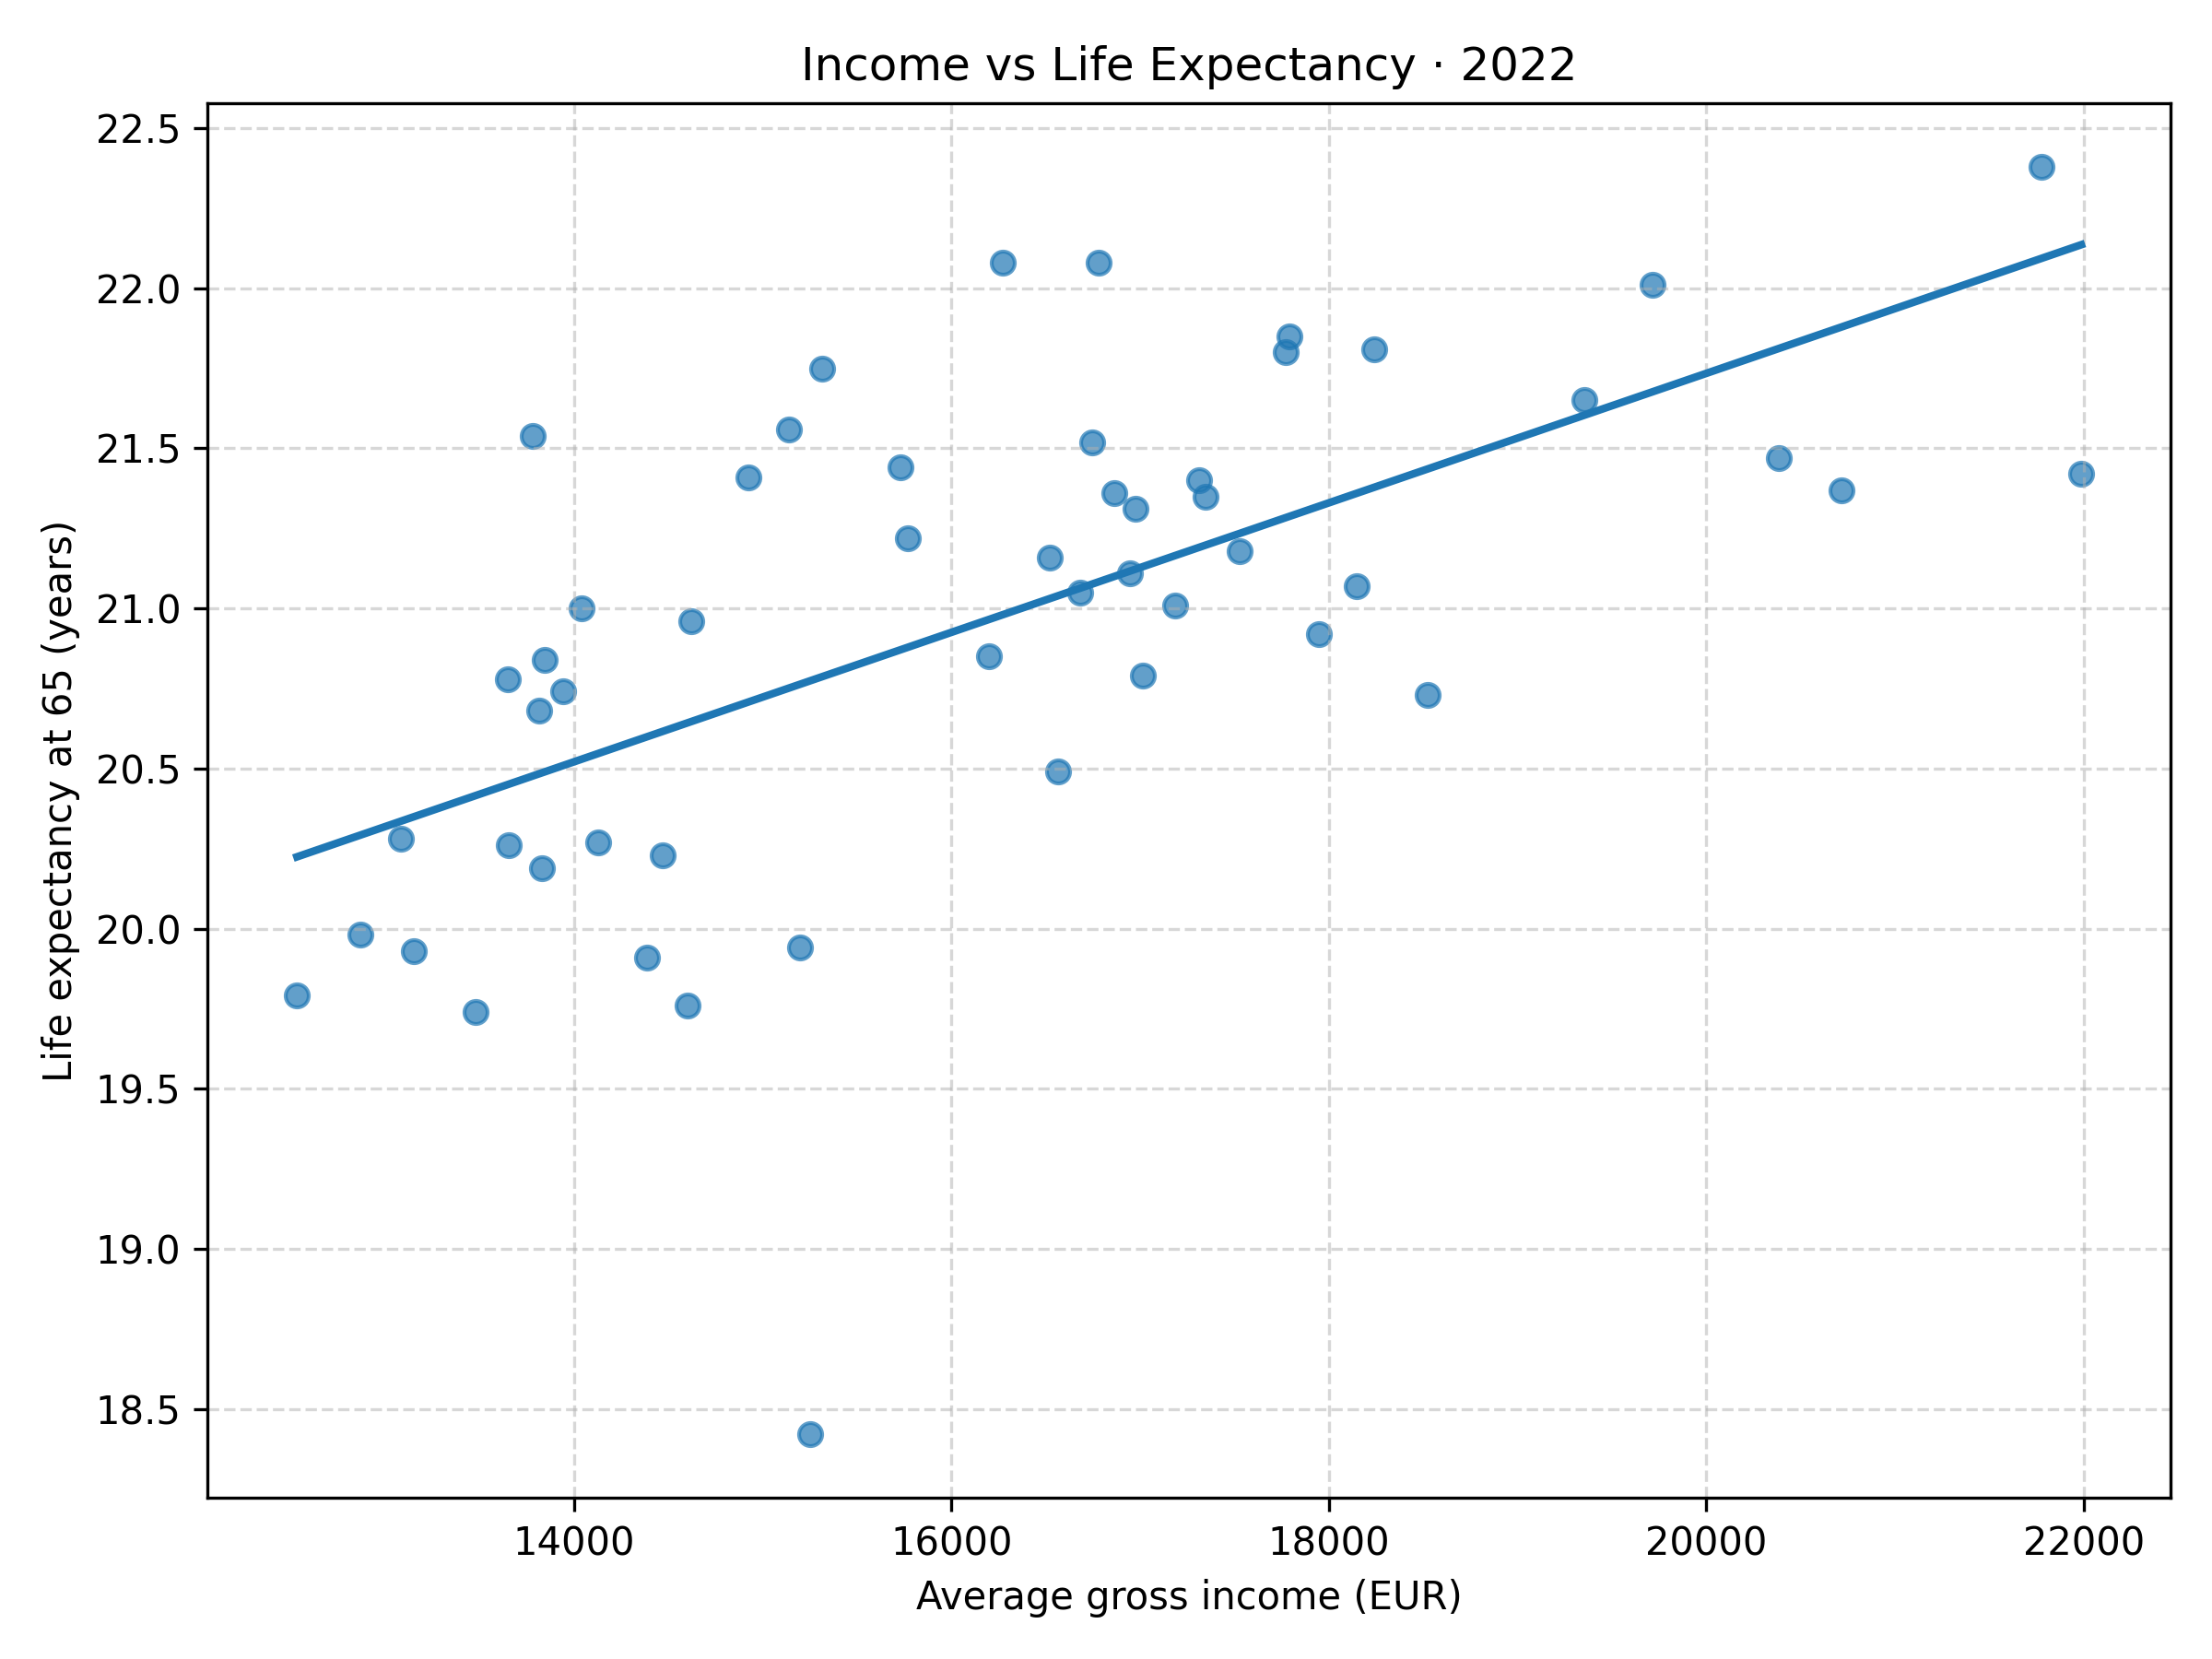 Income vs Life Expectancy · 2022
22.5
22.0
21.5
21.0
20.5
20.0
19.5
19.0
18.5
Life expectancy at 65 (years)
14000 16000 18000 20000 22000
Average gross income (EUR)